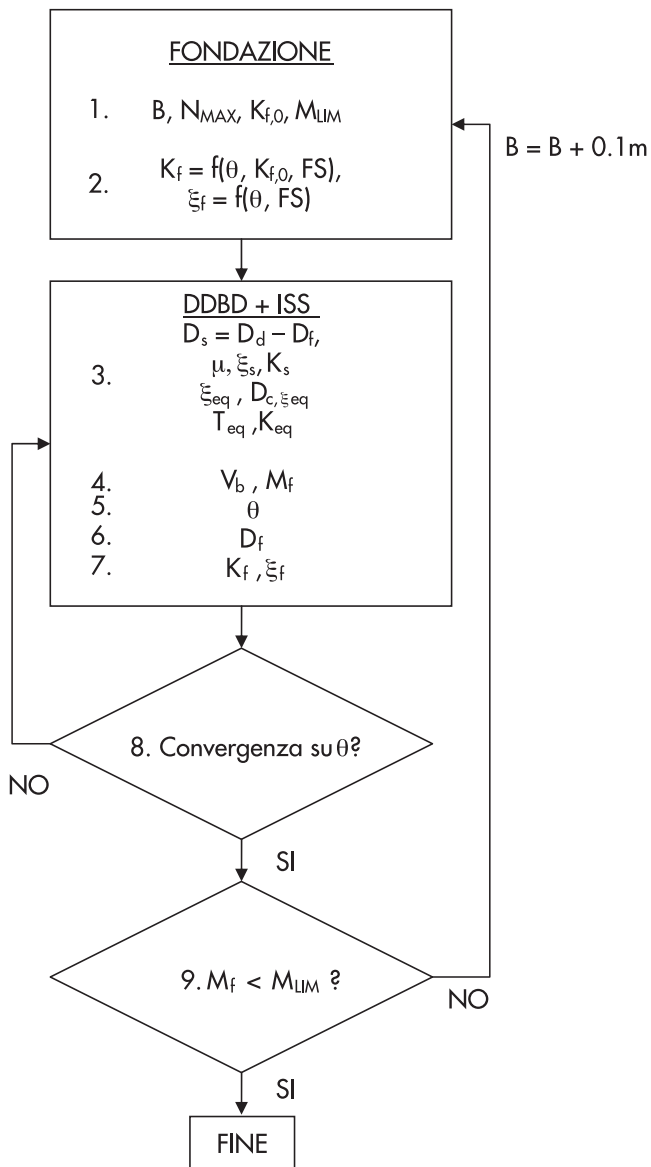 FONDAZIONE
1. B, N_MAX, K_f,0, M_LIM
B = B + 0.1m
2. K_f = f(θ, K_f,0, FS),
ξ_f = f(θ, FS)
DDBD + ISS
D_s = D_d – D_f,
3. μ, ξ_s, K_s
ξ_eq , D_c,ξeq
T_eq ,K_eq
4. V_b , M_f
5. θ
6. D_f
7. K_f ,ξ_f
8. Convergenza su θ?
NO
SI
9. M_f < M_LIM ?
NO
SI
FINE